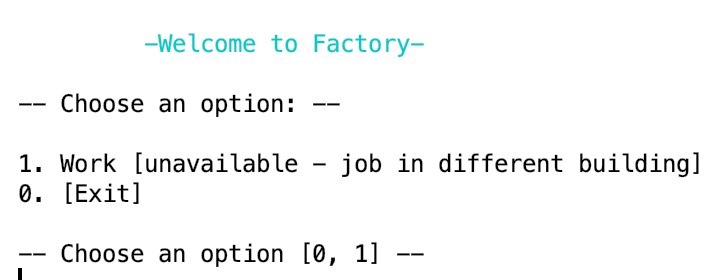 -Welcome to Factory-
-- Choose an option: --
1. Work [unavailable - job in different building]
0. [Exit]
-- Choose an option [0, 1] --